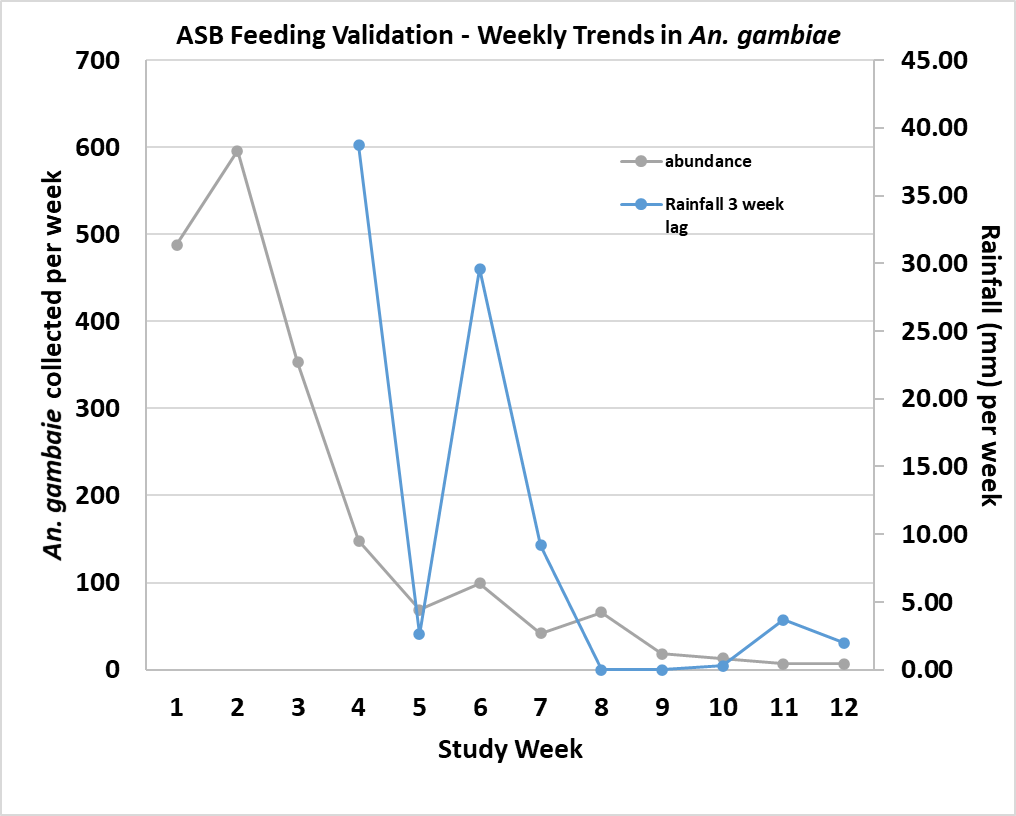 ASB Feeding Validation - Weekly Trends in An. gambiae
700
600
500
400
300
200
100
0
An. gambaie collected per week
45.00
40.00
35.00
30.00
25.00
20.00
15.00
10.00
5.00
0.00
Rainfall (mm) per week
abundance
Rainfall 3 week
lag
1 2 3 4 5 6 7 8 9 10 11 12
Study Week